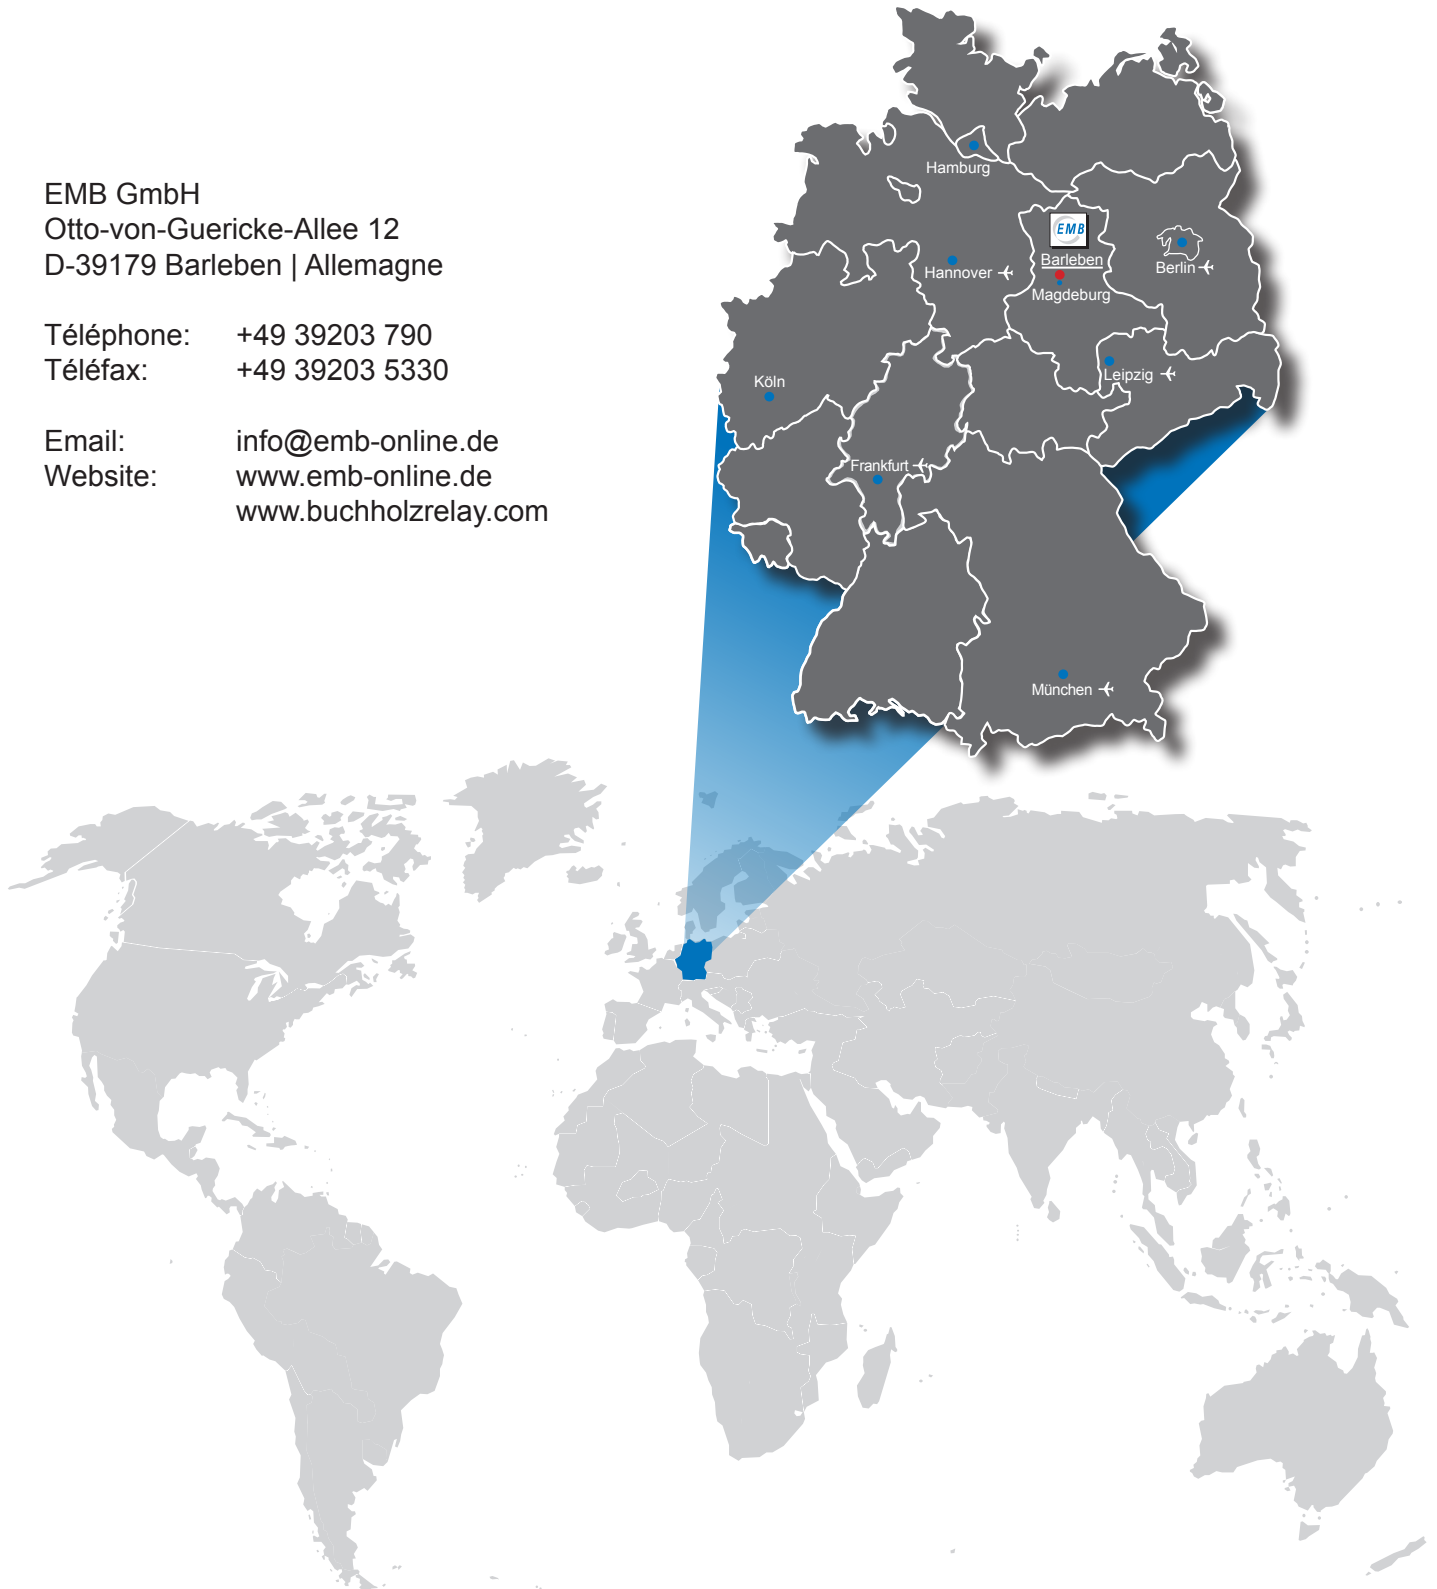 EMB GmbH
Otto-von-Guericke-Allee 12
D-39179 Barleben | Allemagne
Téléphone: +49 39203 790
Téléfax: +49 39203 5330
Email: info@emb-online.de
Website: www.emb-online.de
www.buchholzrelay.com
Hamburg
EMB
Barleben
Hannover
Berlin
Magdeburg
Leipzig
Köln
Frankfurt
München